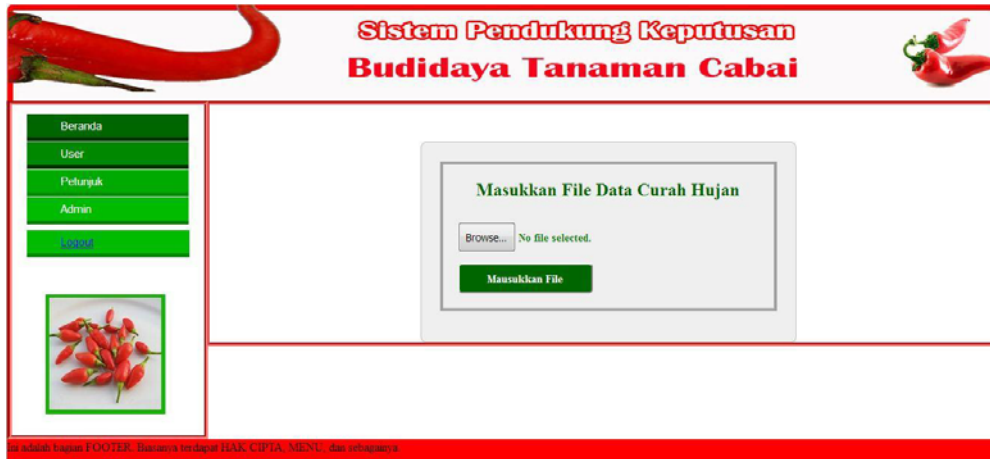 Sistem Pendukung Keputusan
Budidaya Tanaman Cabai
Beranda
User
Petunjuk
Admin
Logout
Masukkan File Data Curah Hujan
Browse... No file selected.
Mausukkan File
Ini adalah bagian FOOTER. Biasanya terdapat HAK CIPTA, MENU, dan sebagainya